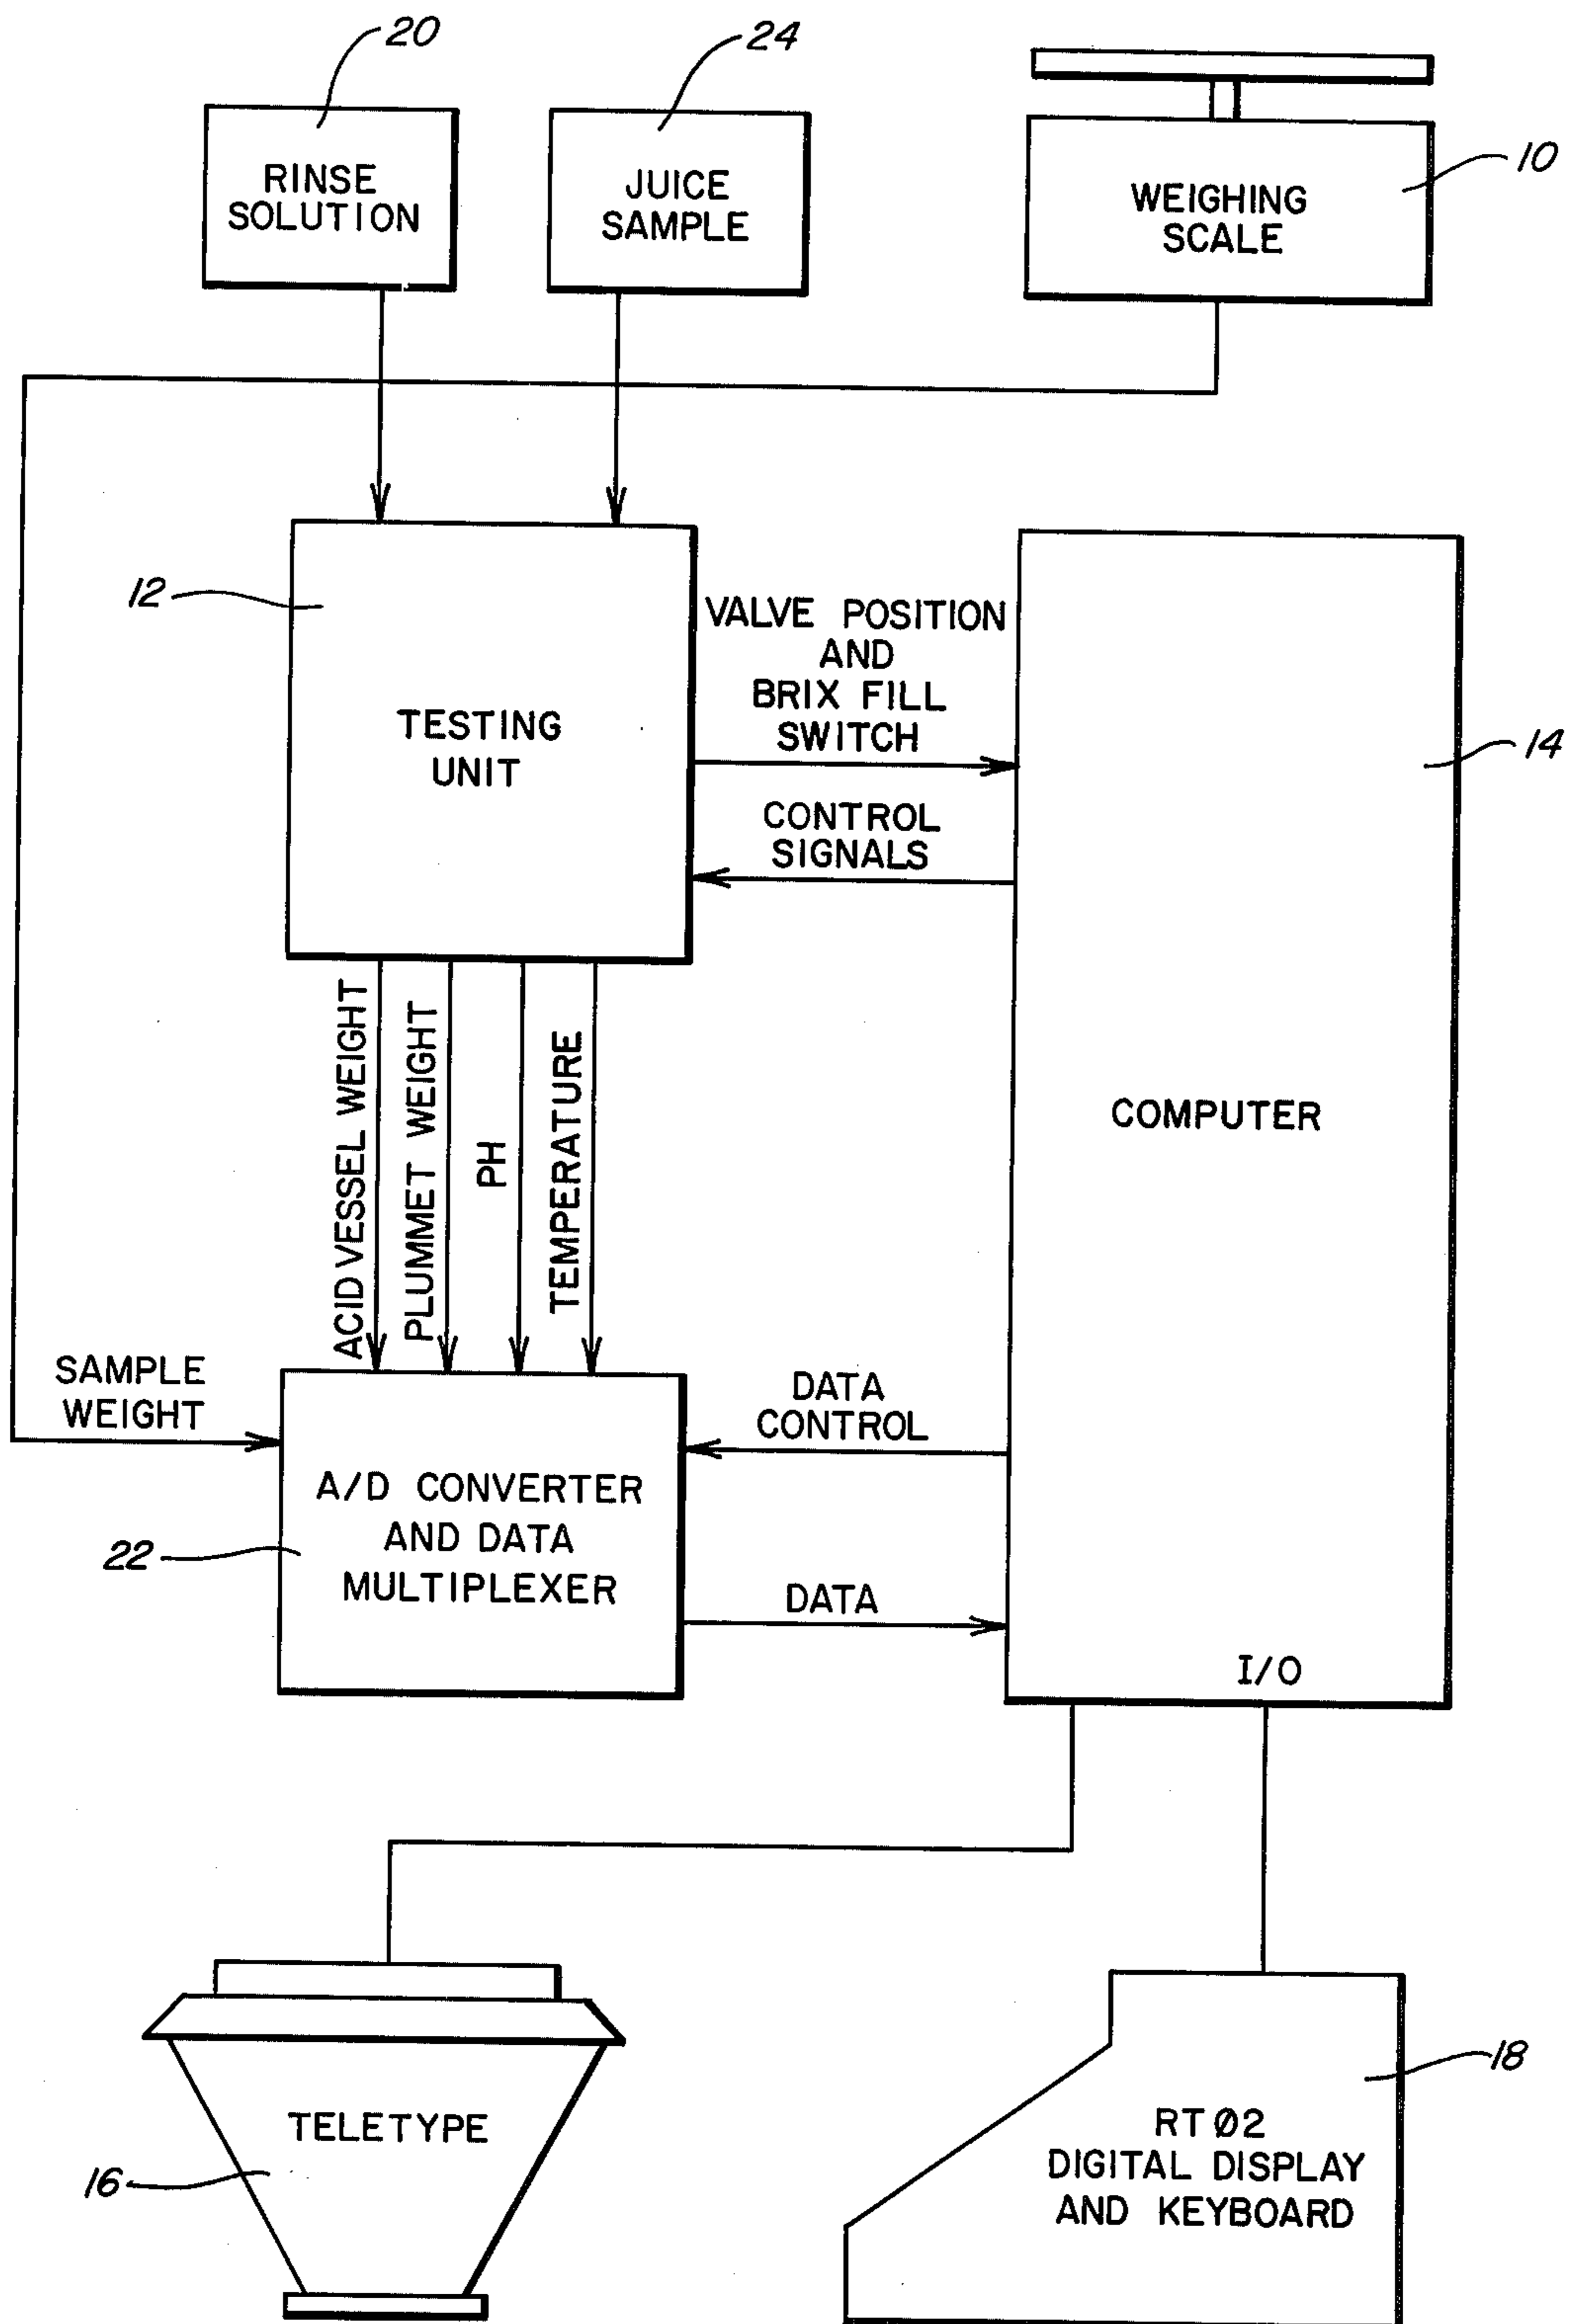 20
24
10
RINSE
SOLUTION
JUICE
SAMPLE
WEIGHING
SCALE
12
TESTING
UNIT
VALVE POSITION
AND
BRIX FILL
SWITCH
14
CONTROL
SIGNALS
ACID VESSEL WEIGHT
PLUMMET WEIGHT
PH
TEMPERATURE
COMPUTER
SAMPLE
WEIGHT
DATA
CONTROL
A/D CONVERTER
AND DATA
MULTIPLEXER
22
DATA
I/O
TELETYPE
16
18
RT Ø2
DIGITAL DISPLAY
AND KEYBOARD